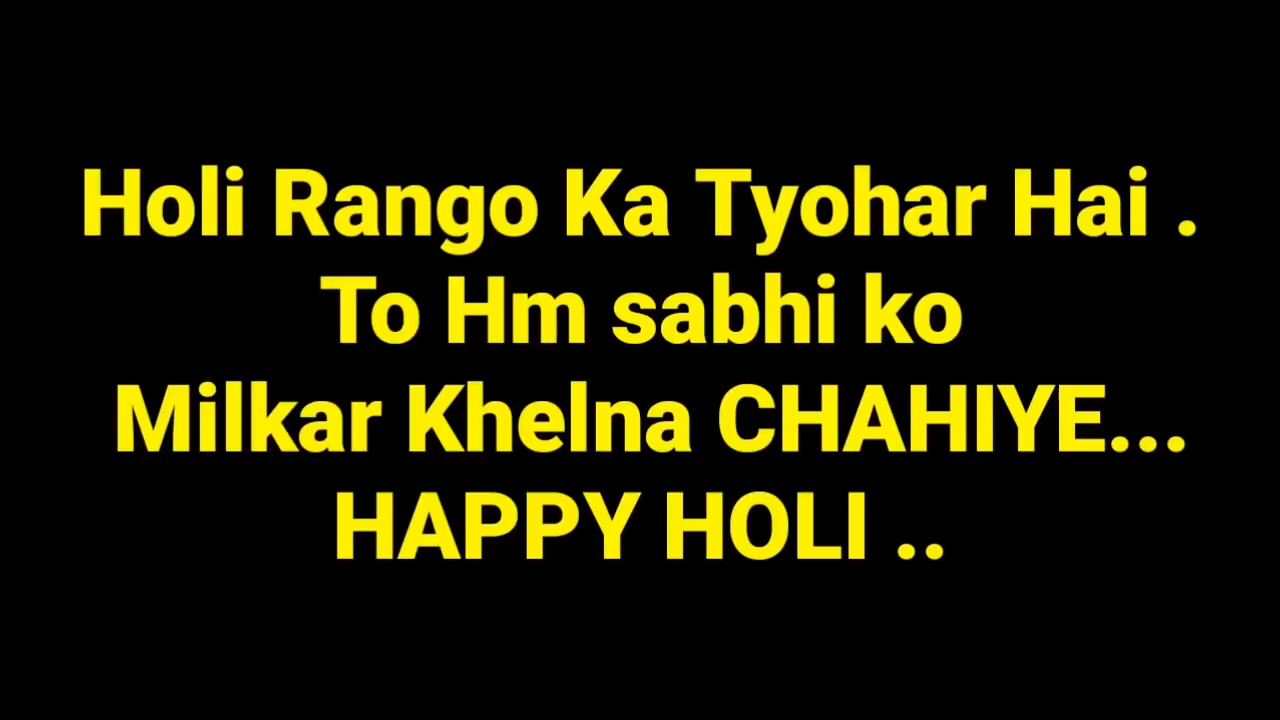 Holi Rango Ka Tyohar Hai .
To Hm sabhi ko
Milkar Khelna CHAHIYE...
HAPPY HOLI ..